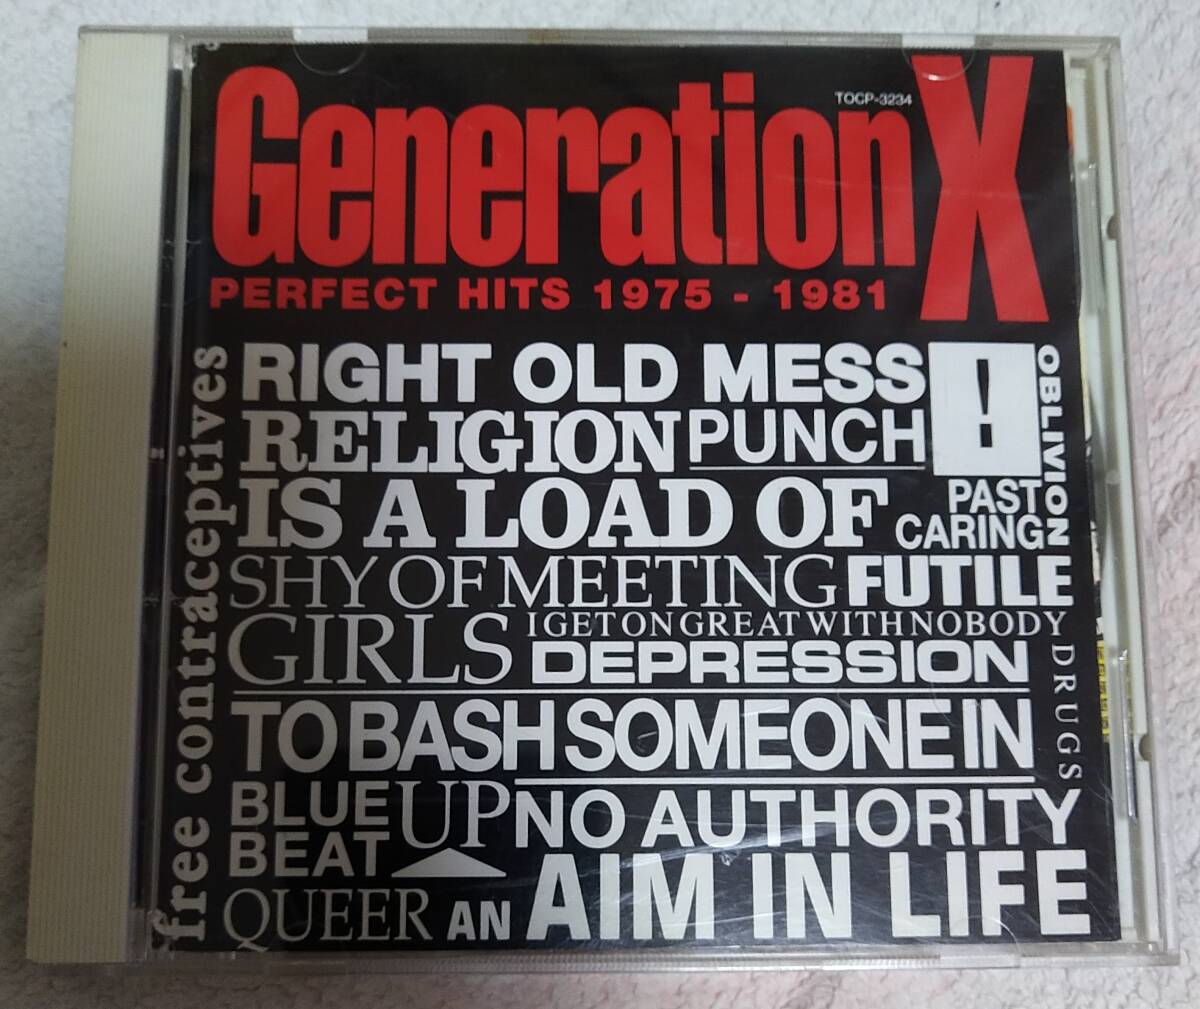 Generation X
TOCP-3234
PERFECT HITS 1975 - 1981
free contraceptives
RIGHT OLD MESS
!
OBLIVION
RELIGION PUNCH
IS A LOAD OF
PAST
CARING
SHY OF MEETING FUTILE
GIRLS
I GET ON GREAT WITH NOBODY
DEPRESSION
DRUGS
TO BASH SOMEONE IN
BLUE
BEAT
UP
NO AUTHORITY
QUEER AN AIM IN LIFE